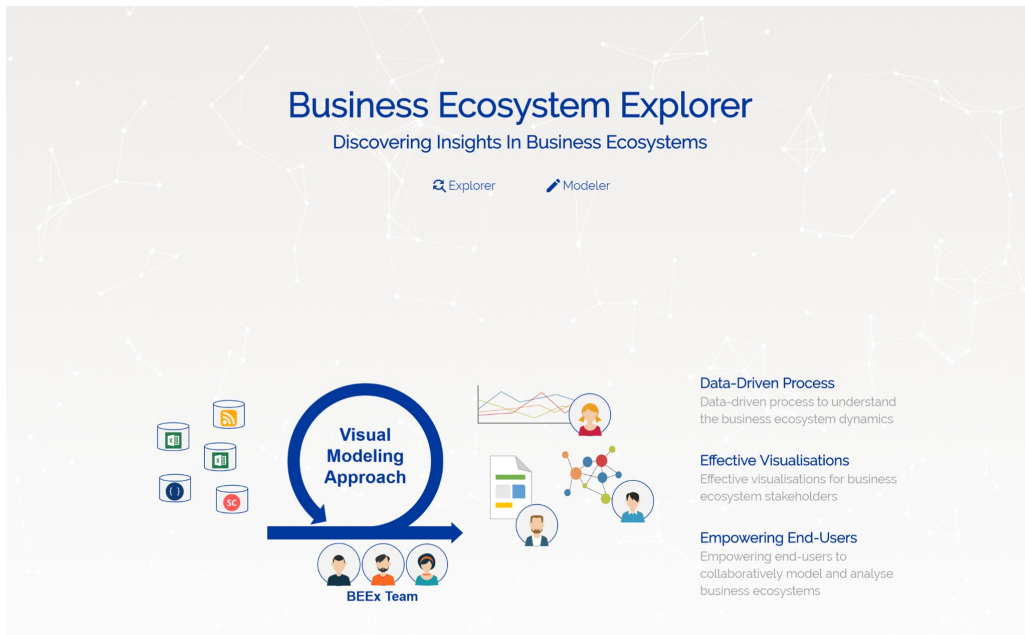 Business Ecosystem Explorer
Discovering Insights In Business Ecosystems
Explorer
Modeler
Visual
Modeling
Approach
{ }
SC
BEEx Team
Data-Driven Process
Data-driven process to understand
the business ecosystem dynamics
Effective Visualisations
Effective visualisations for business
ecosystem stakeholders
Empowering End-Users
Empowering end-users to
collaboratively model and analyse
business ecosystems